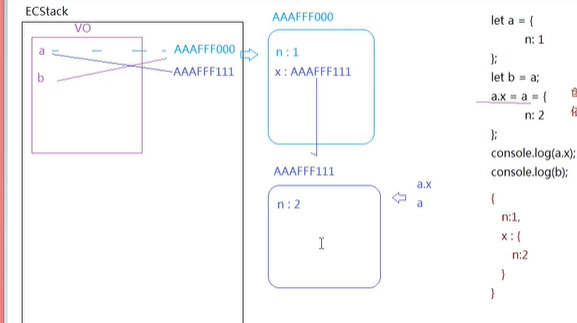 ECStack
VO
a
AAAFFF000
AAAFFF111
b
AAAFFF000
n : 1
x : AAAFFF111
AAAFFF111
n : 2
a.x
a
let a = {
n: 1
};
let b = a;
a.x = a = {
n: 2
};
console.log(a.x);
console.log(b);
{
n:1,
x : {
n:2
}
}